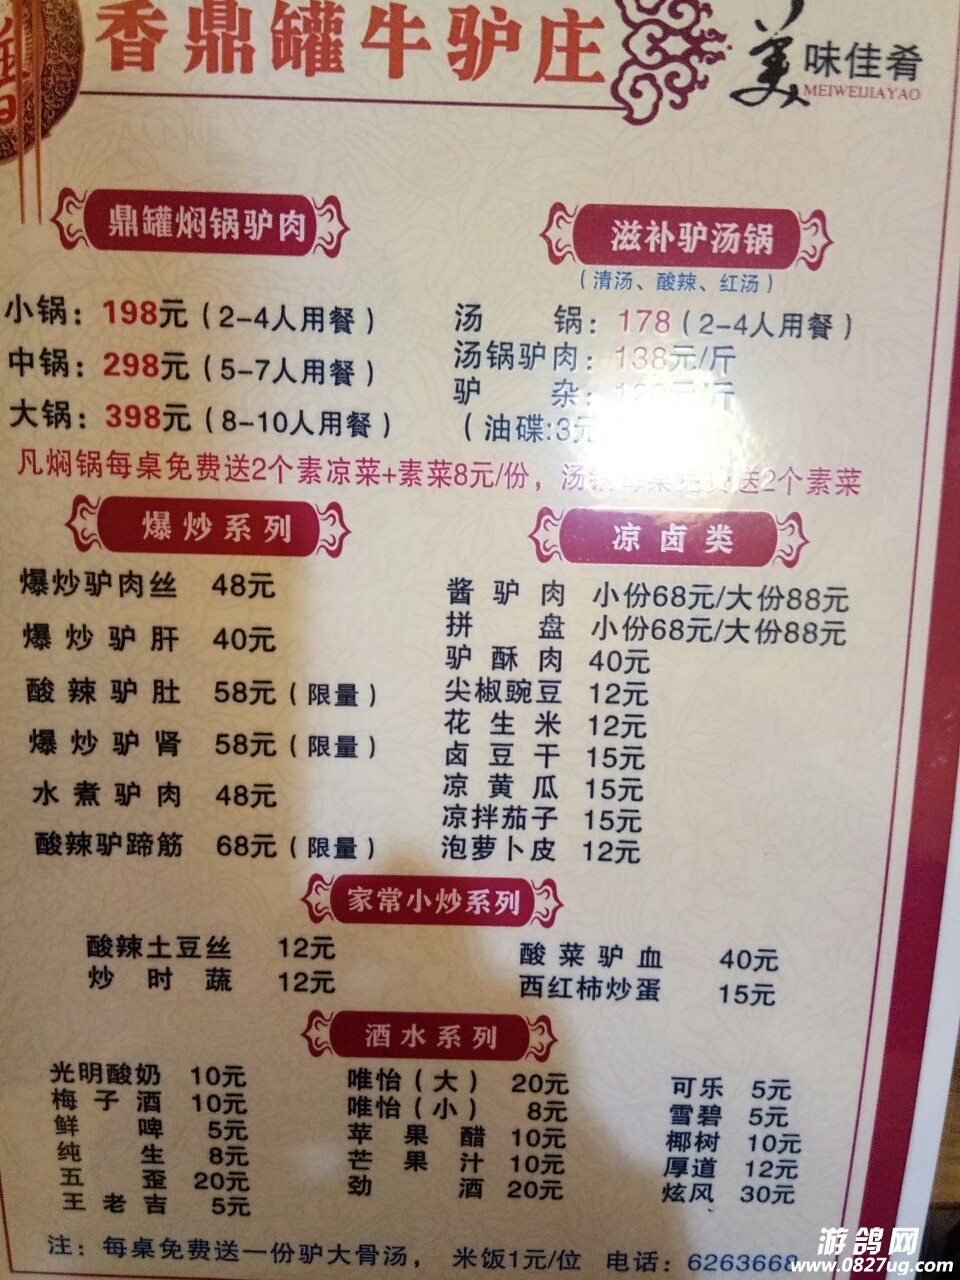 香鼎罐牛驴庄
美味佳肴
MEIWEIJIAYAO
鼎罐焖锅驴肉
小锅：198元（2-4人用餐）
中锅：298元（5-7人用餐）
大锅：398元（8-10人用餐）
滋补驴汤锅
（清汤、酸辣、红汤）
汤锅：178（2-4人用餐）
汤锅驴肉：138元/斤
驴杂：120元/斤
（油碟:3元
凡焖锅每桌免费送2个素凉菜+素菜8元/份，汤锅每桌免费送2个素菜
爆炒系列
爆炒驴肉丝 48元
爆炒驴肝 40元
酸辣驴肚 58元（限量）
爆炒驴肾 58元（限量）
水煮驴肉 48元
酸辣驴蹄筋 68元（限量）
凉卤类
酱驴肉 小份68元/大份88元
拼盘 小份68元/大份88元
驴酥肉 40元
尖椒豌豆 12元
花生米 12元
卤豆干 15元
凉黄瓜 15元
凉拌茄子 15元
泡萝卜皮 12元
家常小炒系列
酸辣土豆丝 12元
炒时蔬 12元
酸菜驴血 40元
西红柿炒蛋 15元
酒水系列
光明酸奶 10元
梅子酒 10元
鲜啤 5元
纯生 8元
五歪 20元
王老吉 5元
唯怡（大） 20元
唯怡（小） 8元
苹果醋 10元
芒果汁 10元
劲酒 20元
可乐 5元
雪碧 5元
椰树 10元
厚道 12元
炫风 30元
注：每桌免费送一份驴大骨汤，米饭1元/位 电话：6263668
游鸽网
www.0827ug.com